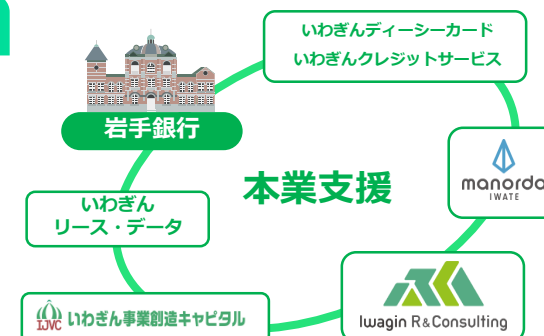 いわぎんディーシーカード
いわぎんクレジットサービス
岩手銀行
本業支援
manordo
IWATE
いわぎん
リース・データ
IJVC いわぎん事業創造キャピタル
Iwagin R&Consulting